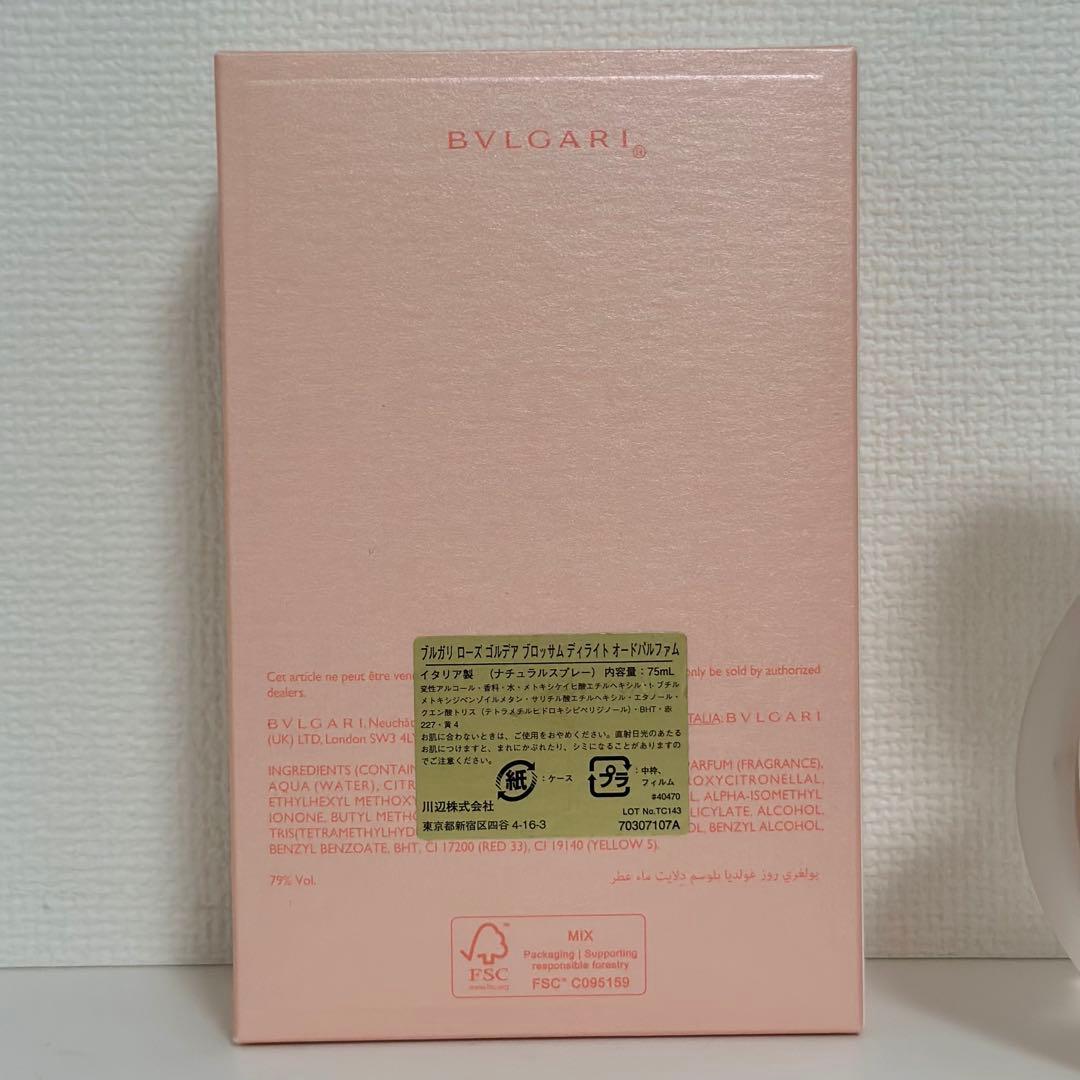 BVLGARI®
Cet article ne peut être
ブルガリ ローズ ゴルデア ブロッサム ディライト オードパルファム
イタリア製 (ナチュラルスプレー) 内容量:75mL
変性アルコール・香料・水・メトキシケイヒ酸エチルヘキシル・t-ブチル
メトキシジベンゾイルメタン・サリチル酸エチルヘキシル・エタノール・
クエン酸トリス(テトラメチルヒドロキシピペリジノール)・BHT・赤
227・黄4
お肌に合わないときは、ご使用をおやめください。直射日光のあたる
お肌につけますと、まれにかぶれたり、シミになることがありますの
でご注意ください。
紙:ケース
プラ:中枠、
フィルム
#40470
川辺株式会社
LOT No.TC143
東京都新宿区四谷 4-16-3
70307107A
only be sold by authorized
dealers.
BVLGARI,
BVLGARI
(UK) LTD, London SW3
INGREDIENTS
(FRAGRANCE),
AQUA (WATER),
ETHYLHEXYL
ALPHA-ISOMETHYL
IONONE, BUTYL
ALCOHOL,
BENZYL ALCOHOL,
BENZYL BENZOATE, BHT, CI 17200 (RED 33), CI 19140 (YELLOW 5).
79% Vol.
بولغري روز غولديا بلوسم دلايت ماء عطر
FSC™
www.fsc.org
MIX
Packaging | Supporting
responsible forestry
FSC® C095159